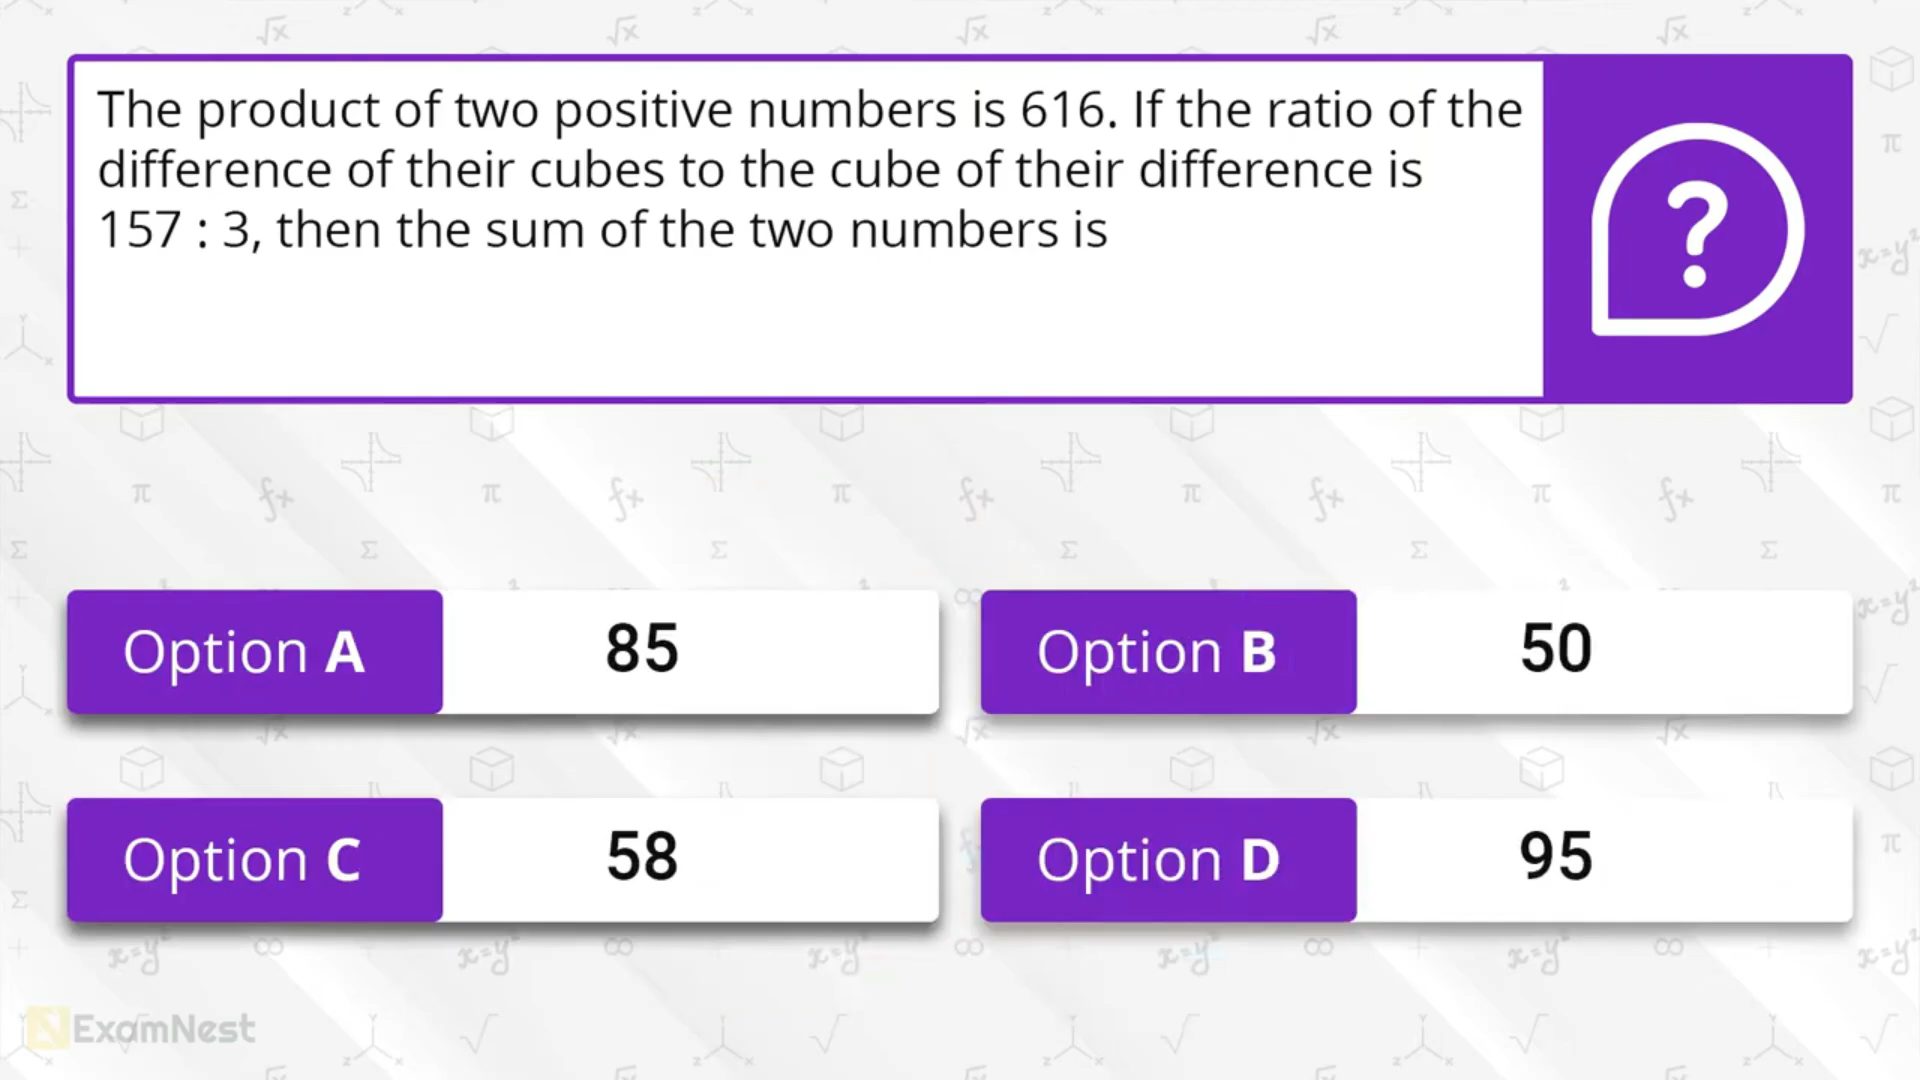 The product of two positive numbers is 616. If the ratio of the
difference of their cubes to the cube of their difference is
157 : 3, then the sum of the two numbers is
Option A 85
Option B 50
Option C 58
Option D 95
ExamNest